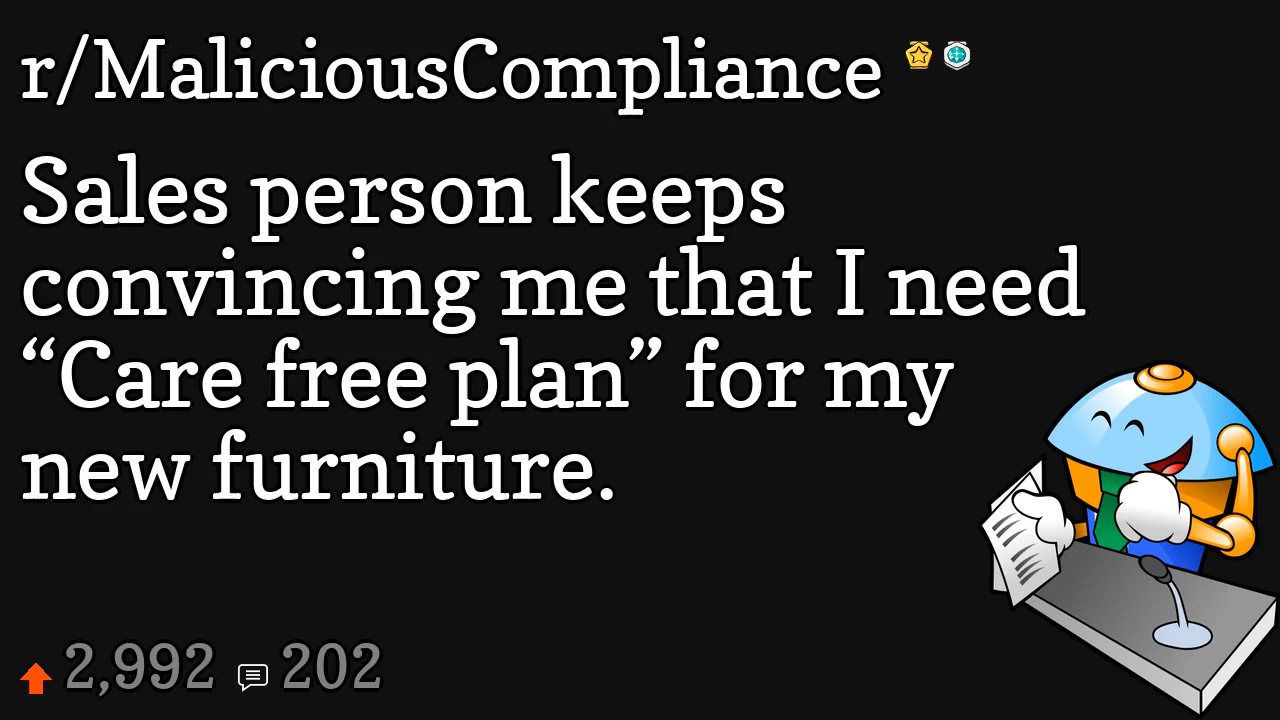 r/MaliciousCompliance
Sales person keeps
convincing me that I need
“Care free plan” for my
new furniture.
2,992 202